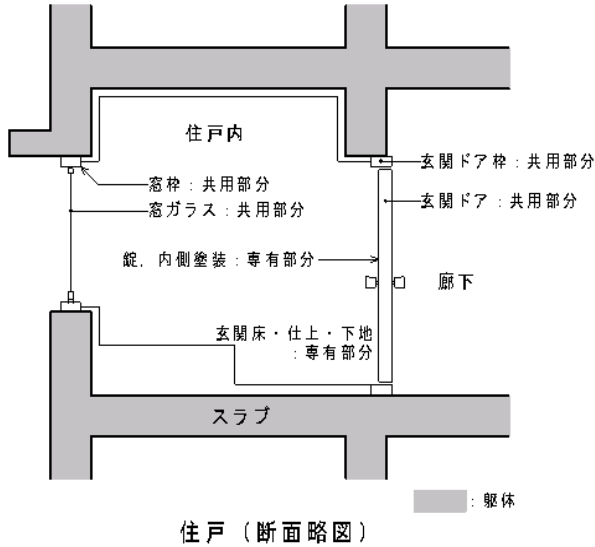 住戸内
玄関ドア枠:共用部分
窓枠:共用部分
玄関ドア:共用部分
窓ガラス:共用部分
錠,内側塗装:専有部分
廊下
玄関床・仕上・下地
:専有部分
スラブ
:躯体
住戸(断面略図)